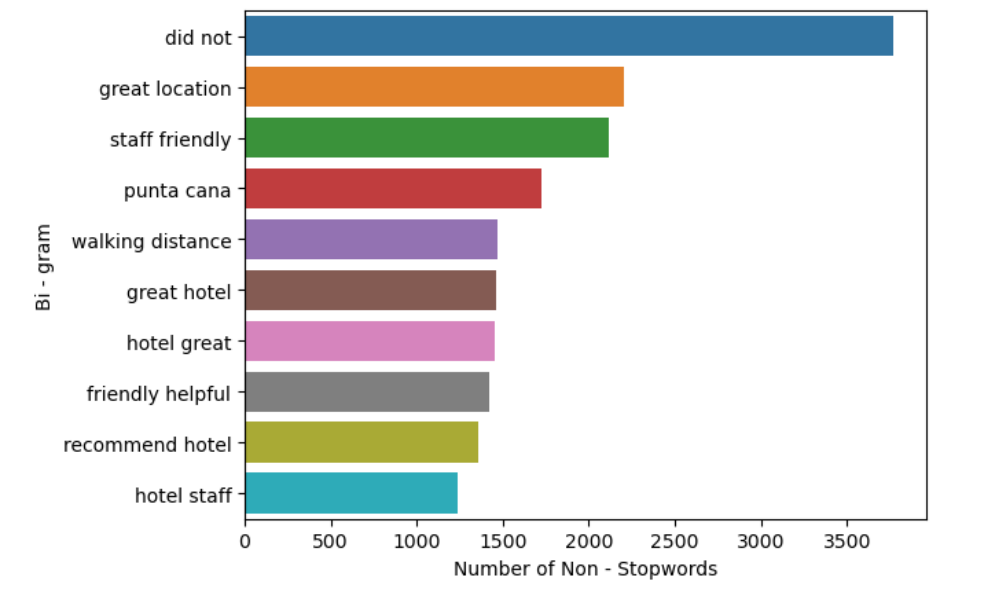 did not
great location
staff friendly
punta cana
walking distance
great hotel
hotel great
friendly helpful
recommend hotel
hotel staff
Bi - gram
0 500 1000 1500 2000 2500 3000 3500
Number of Non - Stopwords